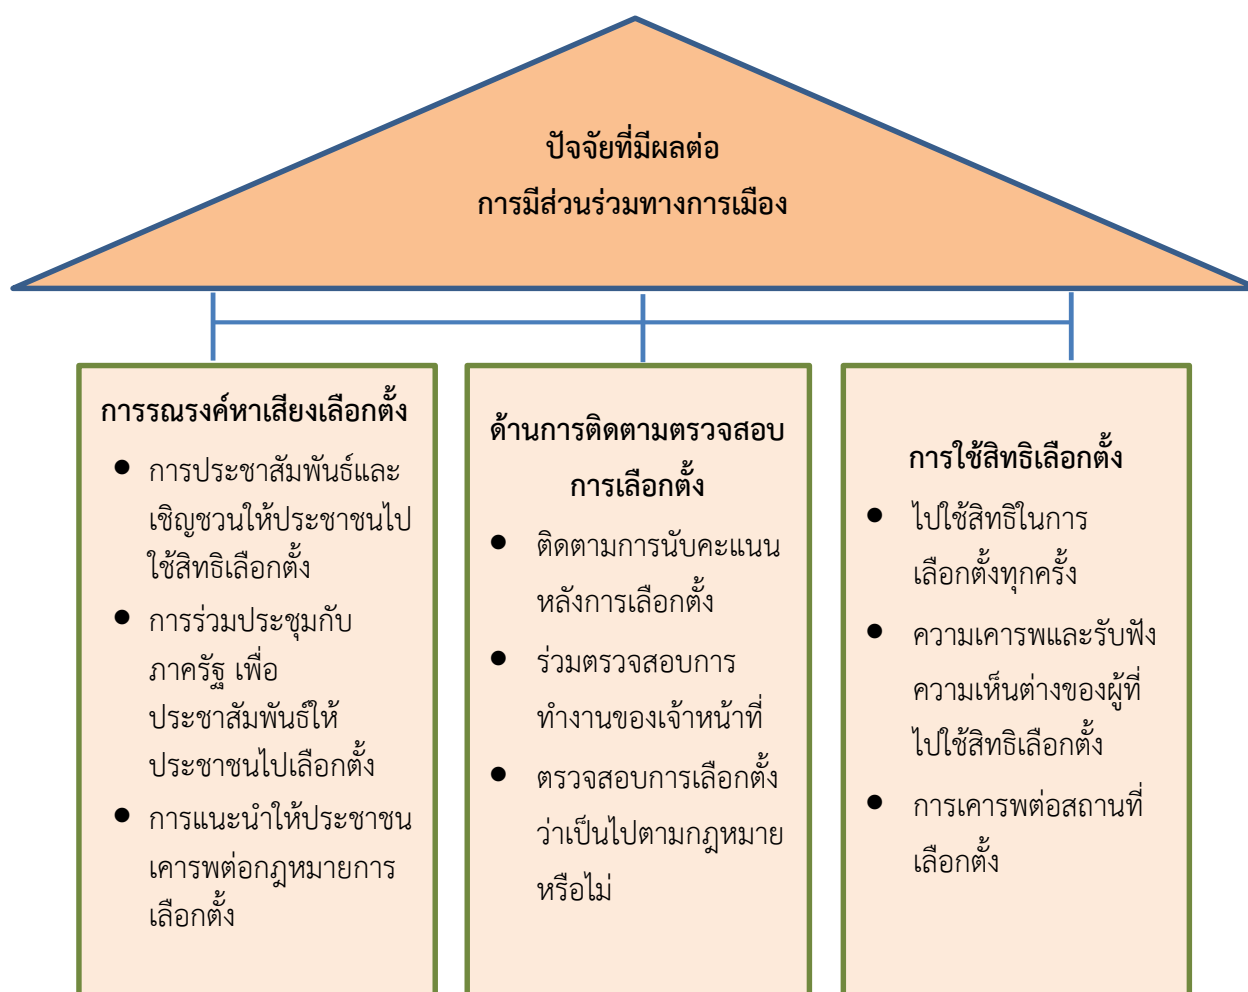 ปัจจัยที่มีผลต่อ
การมีส่วนร่วมทางการเมือง
การรณรงค์หาเสียงเลือกตั้ง
● การประชาสัมพันธ์และ
เชิญชวนให้ประชาชนไป
ใช้สิทธิเลือกตั้ง
● การร่วมประชุมกับ
ภาครัฐ เพื่อ
ประชาสัมพันธ์ให้
ประชาชนไปเลือกตั้ง
● การแนะนำให้ประชาชน
เคารพต่อกฎหมายการ
เลือกตั้ง
ด้านการติดตามตรวจสอบ
การเลือกตั้ง
● ติดตามการนับคะแนน
หลังการเลือกตั้ง
● ร่วมตรวจสอบการ
ทำงานของเจ้าหน้าที่
● ตรวจสอบการเลือกตั้ง
ว่าเป็นไปตามกฎหมาย
หรือไม่
การใช้สิทธิเลือกตั้ง
● ไปใช้สิทธิในการ
เลือกตั้งทุกครั้ง
● ความเคารพและรับฟัง
ความเห็นต่างของผู้ที่
ไปใช้สิทธิเลือกตั้ง
● การเคารพต่อสถานที่
เลือกตั้ง